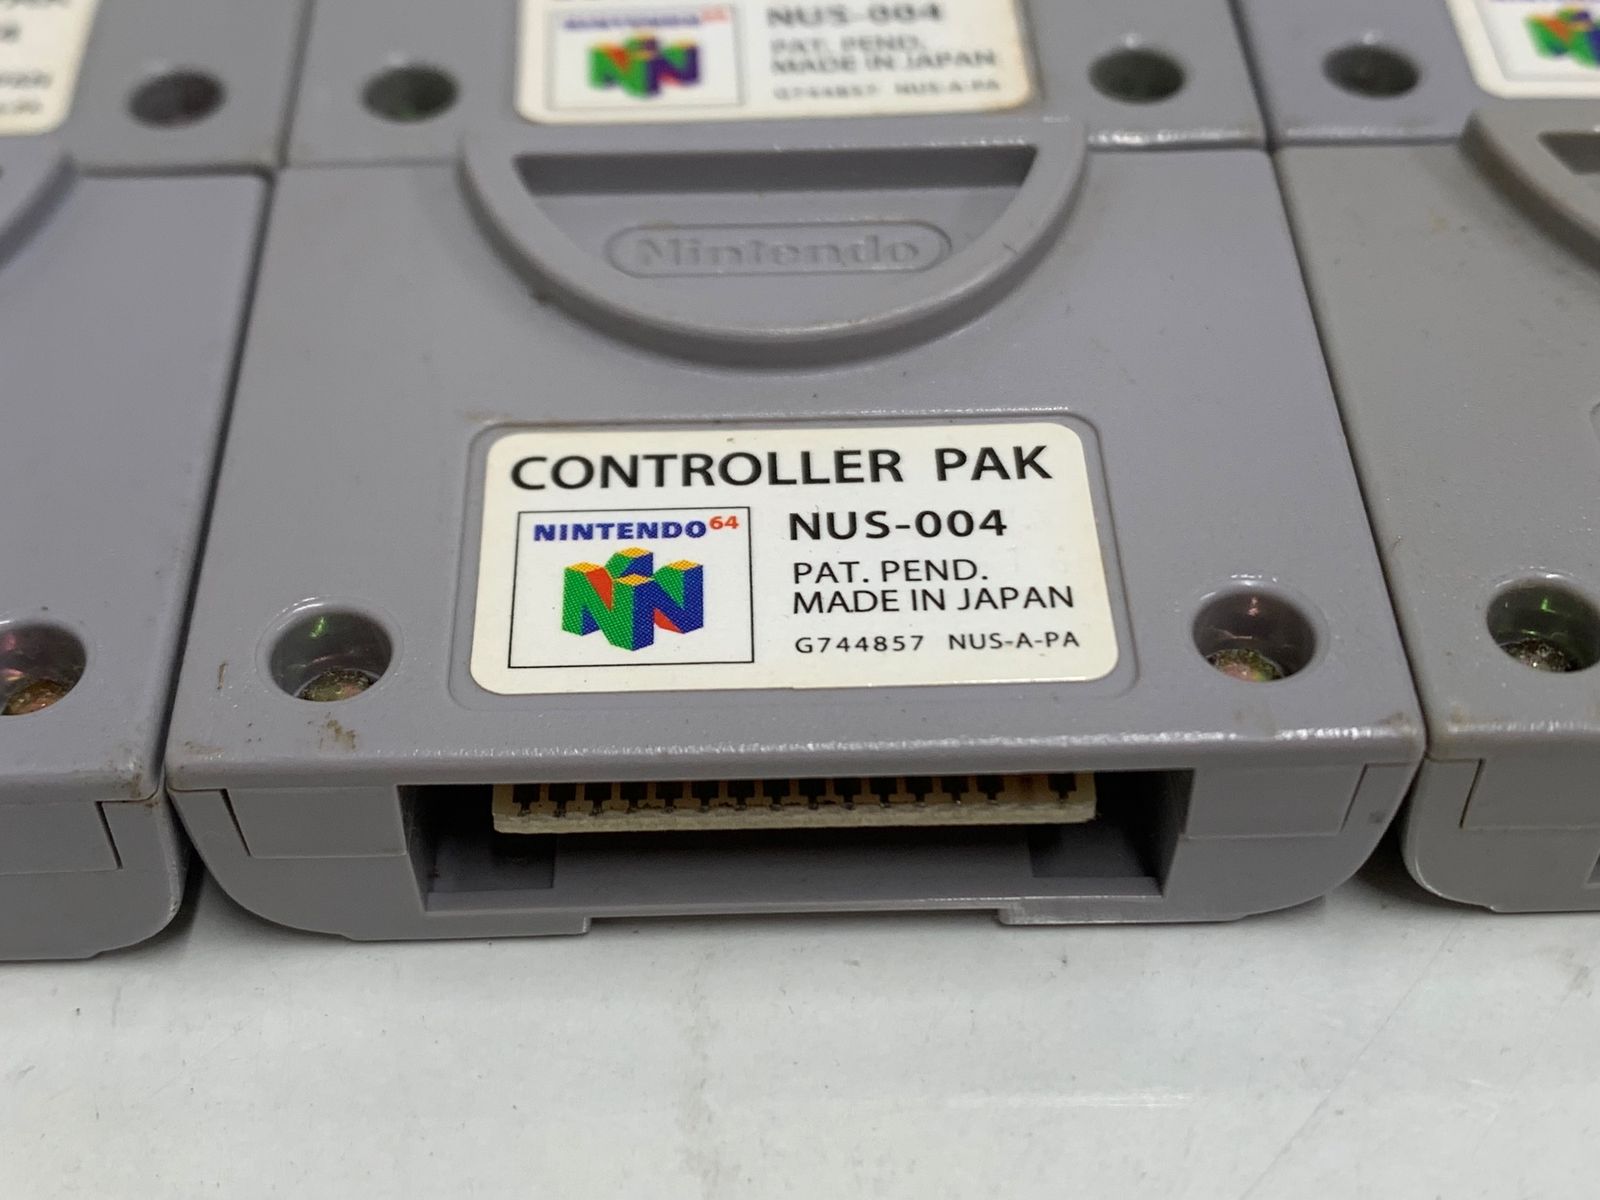 NINTENDO64
NUS-004
PAT. PEND.
MADE IN JAPAN
G744857 NUS-A-PA
Nintendo
CONTROLLER PAK
NINTENDO64
NUS-004
PAT. PEND.
MADE IN JAPAN
G744857 NUS-A-PA